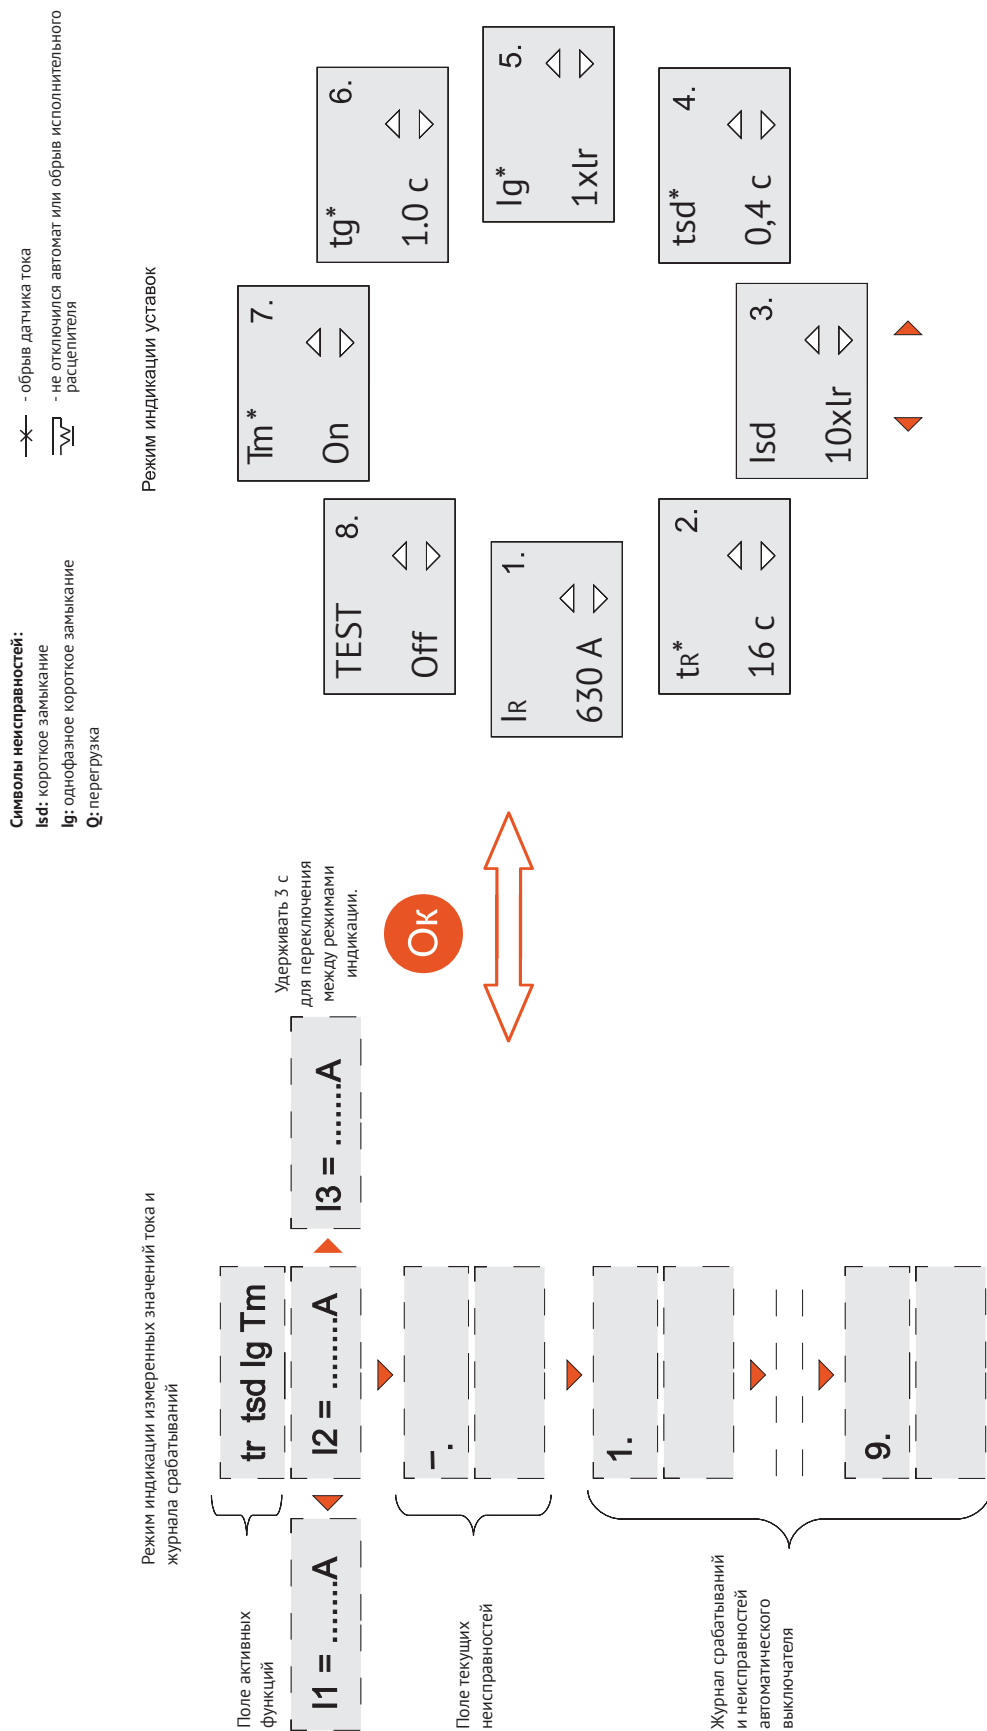 Символы неисправностей:
Isd: короткое замыкание
Ig: однофазное короткое замыкание
Q: перегрузка
- обрыв датчика тока
- не отключился автомат или обрыв исполнительного
расцепителя
Режим индикации измеренных значений тока и
журнала срабатываний
Поле активных
функций
tr tsd Ig Tm
I1 = .......A
I2 = .........A
I3 = .......A
Поле текущих
неисправностей
–.
Журнал срабатываний
и неисправностей
автоматического
выключателя
1.
9.
Удерживать 3 с
для переключения
между режимами
индикации.
Ок
Режим индикации уставок
IR 1.
630 A
tR* 2.
16 с
Isd 3.
10xIr
tsd* 4.
0,4 с
Ig* 5.
1xIr
tg* 6.
1.0 с
Tm* 7.
On
TEST 8.
Off